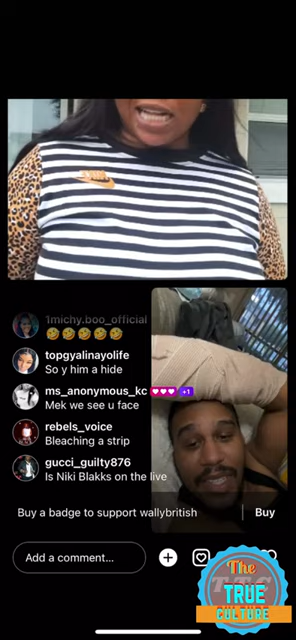 1michy.boo_official
🤣🤣🤣🤣🤣
topgyalinayolife
So y him a hide
ms_anonymous_kc +1
Mek we see u face
rebels_voice
Bleaching a strip
gucci_guilty876
Is Niki Blakks on the live
Buy a badge to support wallybritish
Buy
Add a comment...
The
T.T.C
TRUE
CULTURE